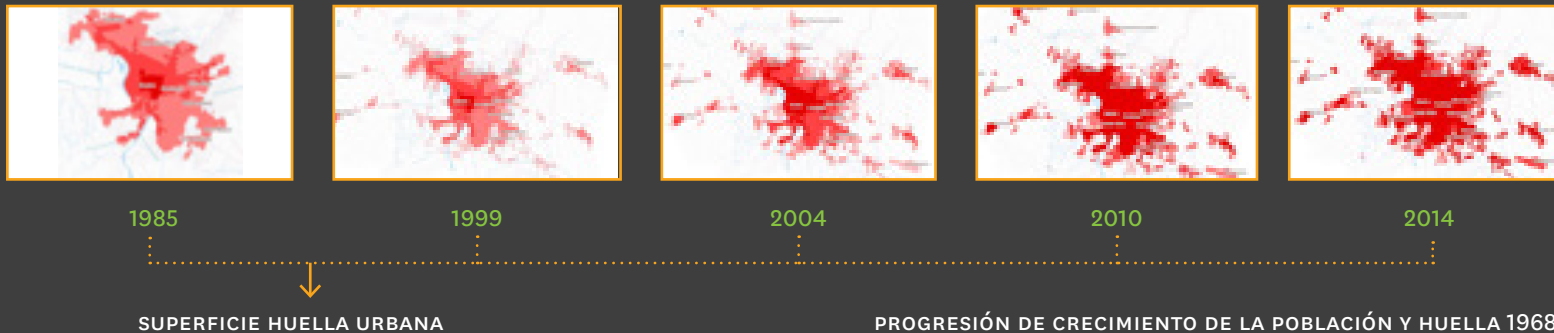 1985 1999 2004 2010 2014
SUPERFICIE HUELLA URBANA
PROGRESIÓN DE CRECIMIENTO DE LA POBLACIÓN Y HUELLA 1968